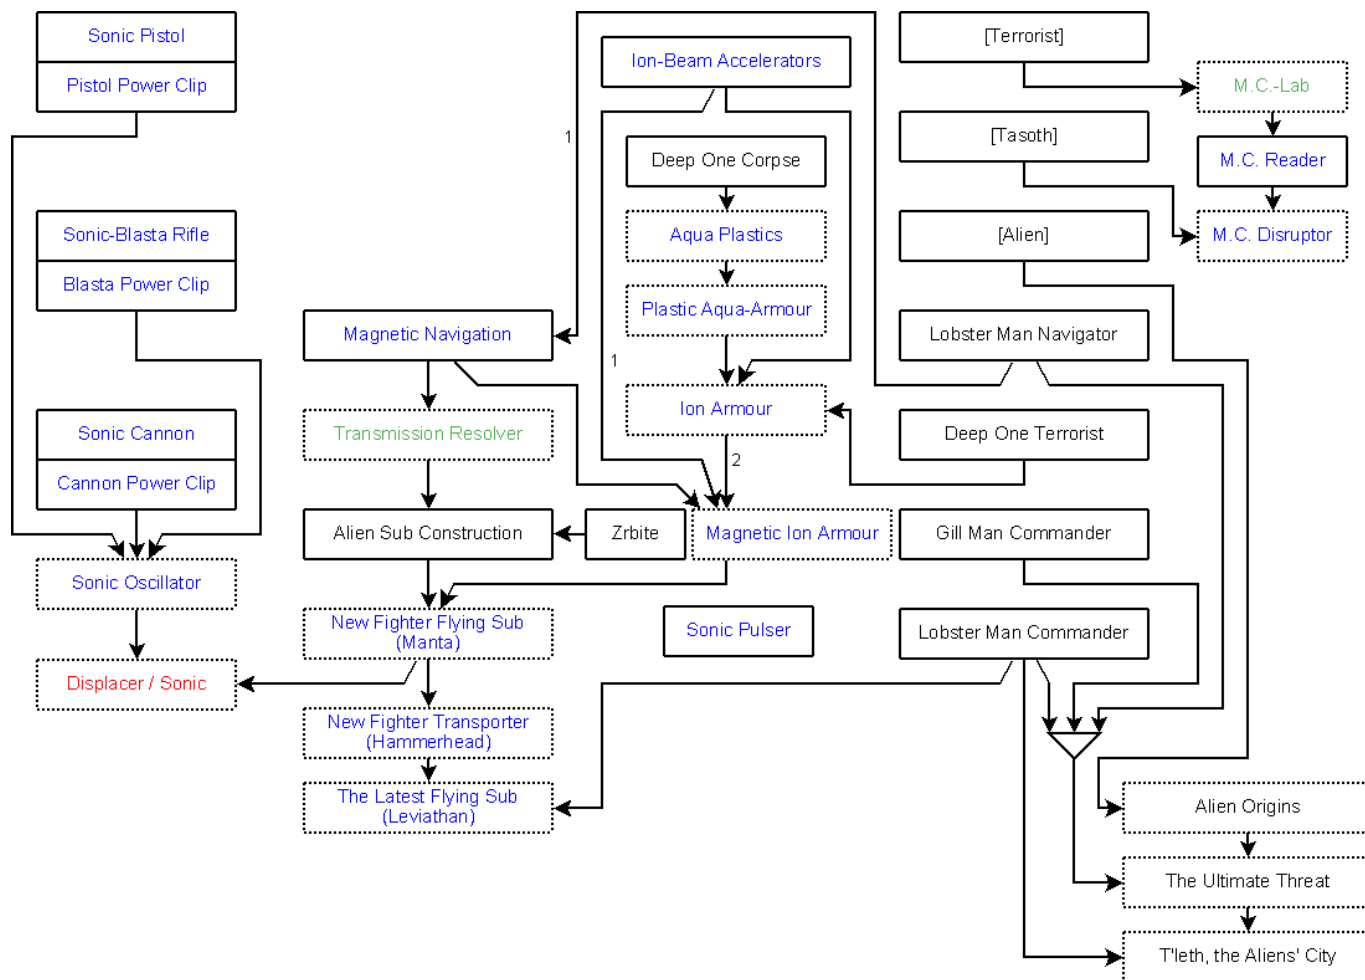 Sonic Pistol
Pistol Power Clip
Ion-Beam Accelerators
[Terrorist]
M.C.-Lab
1
[Tasoth]
Deep One Corpse
M.C. Reader
Sonic-Blasta Rifle
Blasta Power Clip
Aqua Plastics
[Alien]
M.C. Disruptor
Plastic Aqua-Armour
Magnetic Navigation
Lobster Man Navigator
1
Ion Armour
Sonic Cannon
Cannon Power Clip
Transmission Resolver
Deep One Terrorist
2
Alien Sub Construction
Zrbite
Magnetic Ion Armour
Gill Man Commander
Sonic Oscillator
New Fighter Flying Sub
(Manta)
Sonic Pulser
Lobster Man Commander
Displacer / Sonic
New Fighter Transporter
(Hammerhead)
The Latest Flying Sub
(Leviathan)
Alien Origins
The Ultimate Threat
T'leth, the Aliens' City